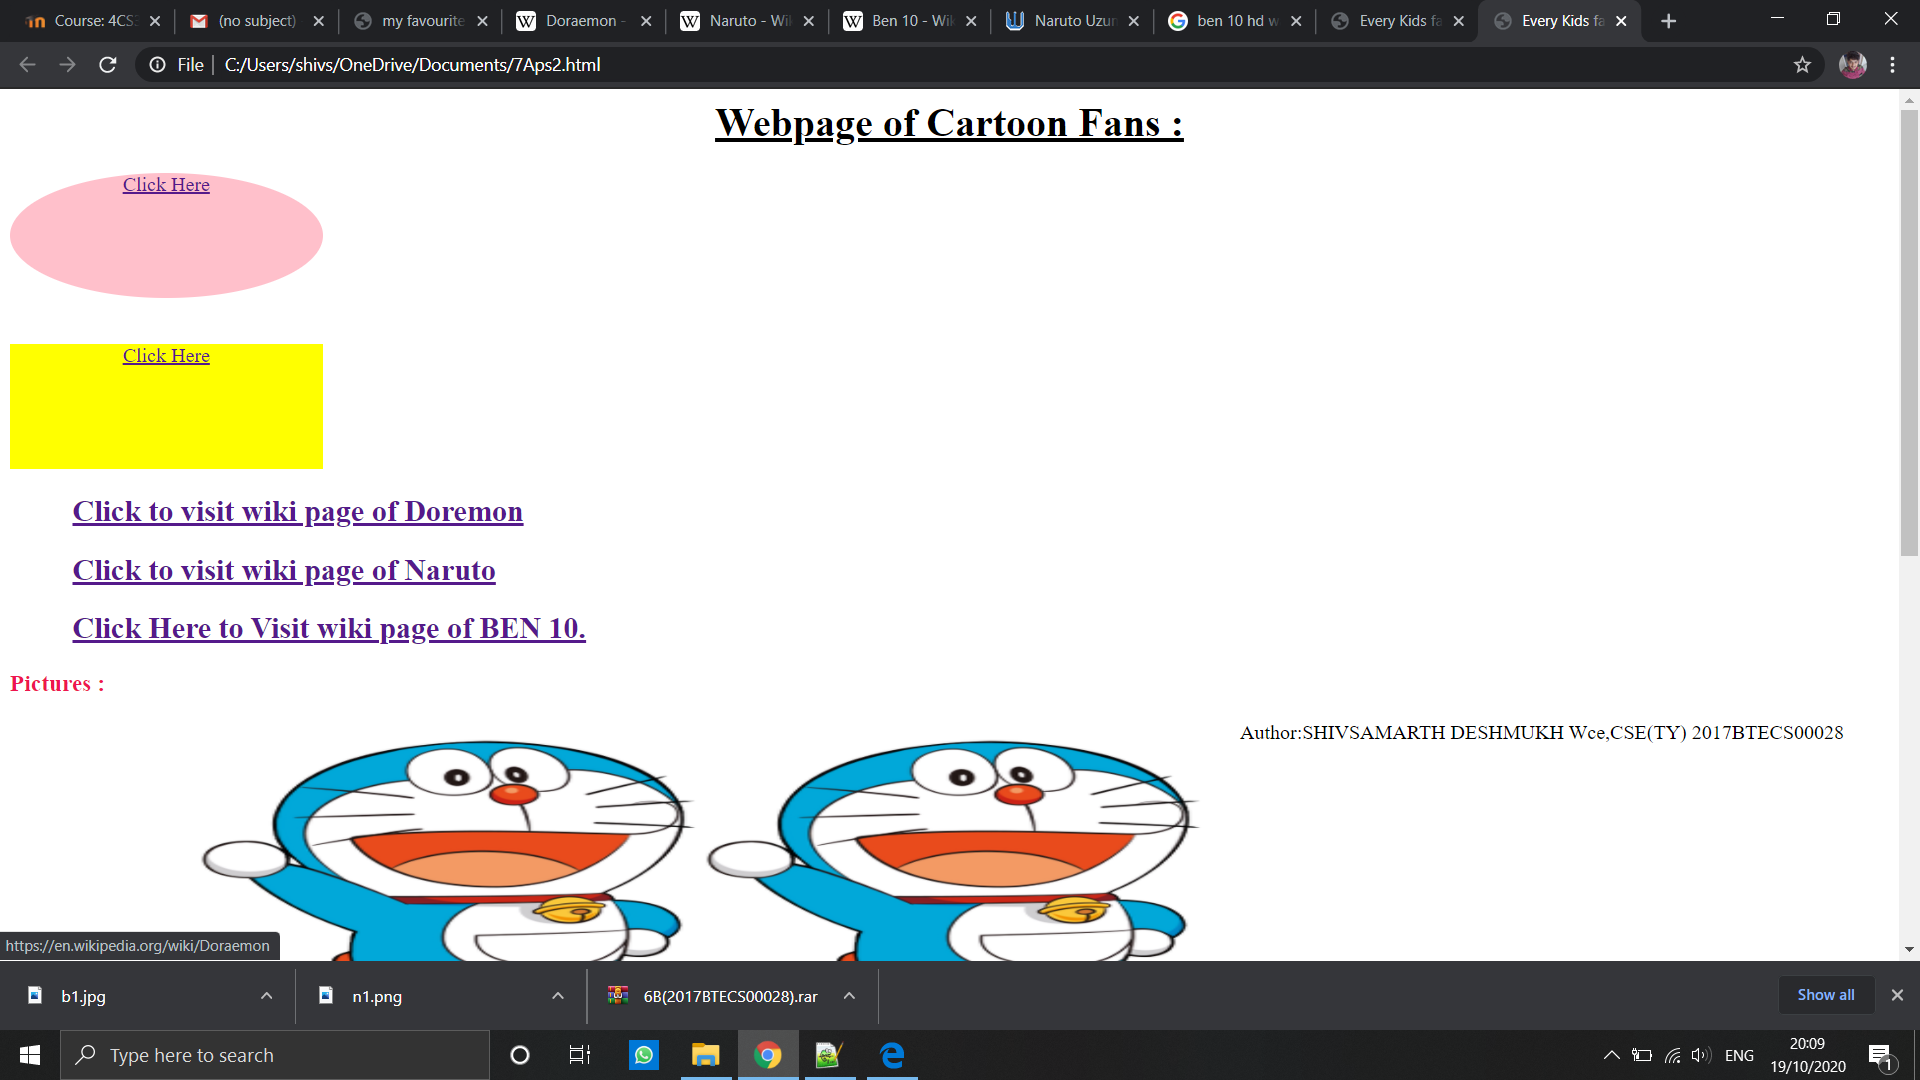 Course: 4CS3
(no subject)
my favourite
Doraemon -
Naruto - Wi
Ben 10 - Wik
Naruto Uzu
ben 10 hd w
Every Kids fa
Every Kids fa
File
C:/Users/shivs/OneDrive/Documents/7Aps2.html
Webpage of Cartoon Fans :
Click Here
Click Here
Click to visit wiki page of Doremon
Click to visit wiki page of Naruto
Click Here to Visit wiki page of BEN 10.
Pictures :
Author:SHIVSAMARTH DESHMUKH Wce,CSE(TY) 2017BTECS00028
https://en.wikipedia.org/wiki/Doraemon
b1.jpg
n1.png
6B(2017BTECS00028).rar
Show all
Type here to search
ENG
20:09
19/10/2020
1